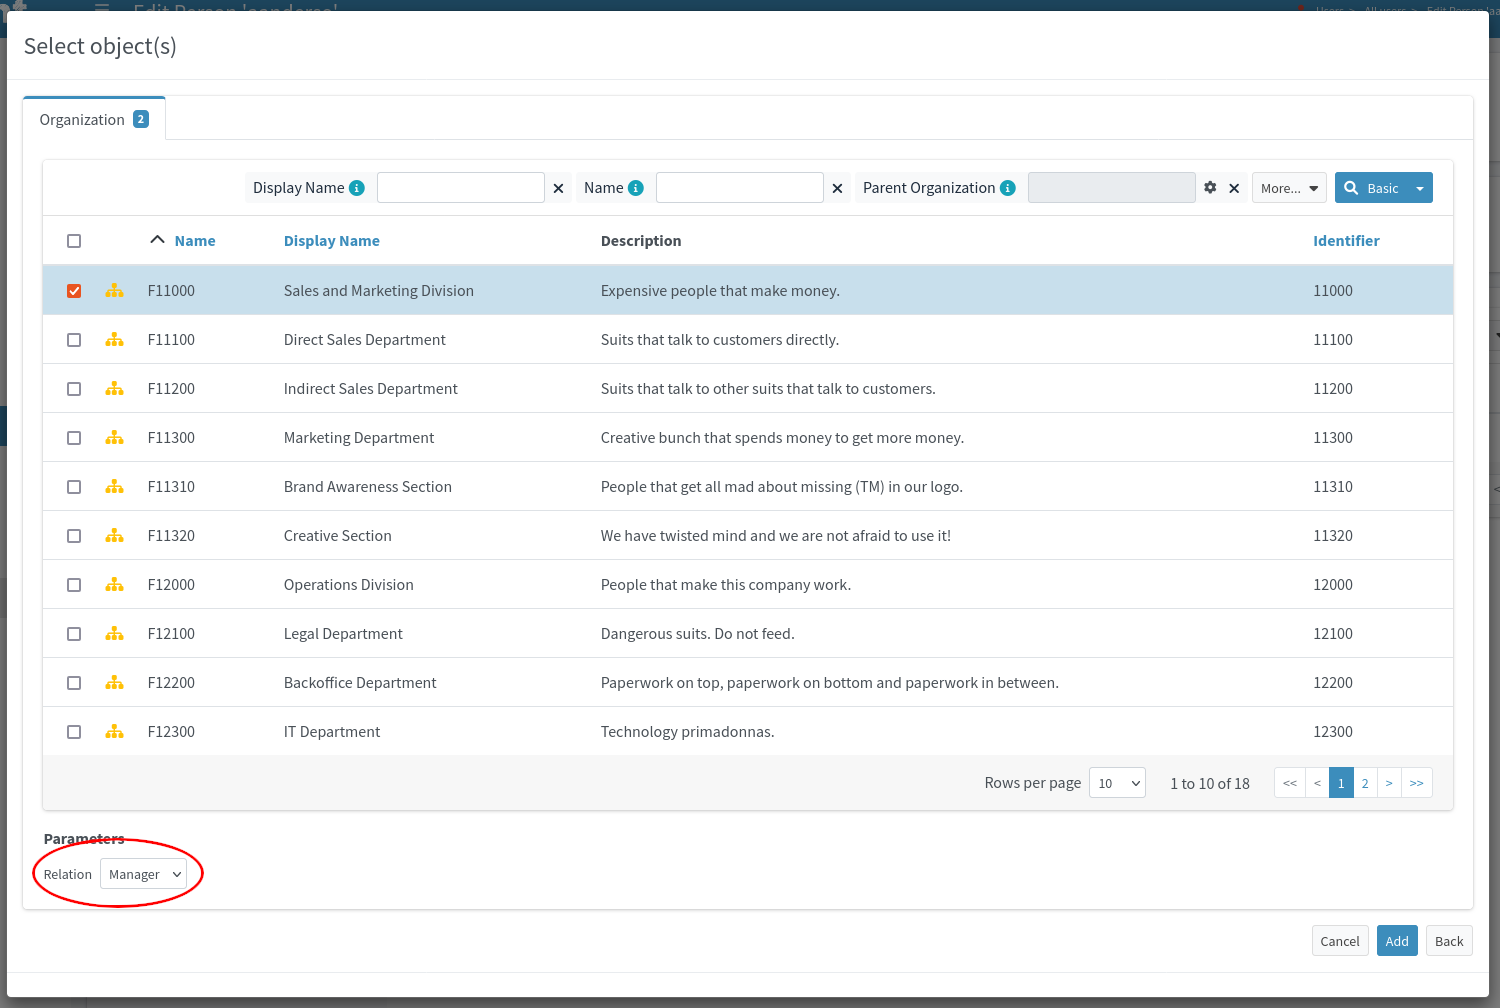 Select object(s)
Organization 2
Display Name Name Parent Organization More... Basic
Name Display Name Description Identifier
F11000 Sales and Marketing Division Expensive people that make money. 11000
F11100 Direct Sales Department Suits that talk to customers directly. 11100
F11200 Indirect Sales Department Suits that talk to other suits that talk to customers. 11200
F11300 Marketing Department Creative bunch that spends money to get more money. 11300
F11310 Brand Awareness Section People that get all mad about missing (TM) in our logo. 11310
F11320 Creative Section We have twisted mind and we are not afraid to use it! 11320
F12000 Operations Division People that make this company work. 12000
F12100 Legal Department Dangerous suits. Do not feed. 12100
F12200 Backoffice Department Paperwork on top, paperwork on bottom and paperwork in between. 12200
F12300 IT Department Technology primadonnas. 12300
Rows per page 10 1 to 10 of 18 << < 1 2 > >>
Parameters
Relation Manager
Cancel Add Back